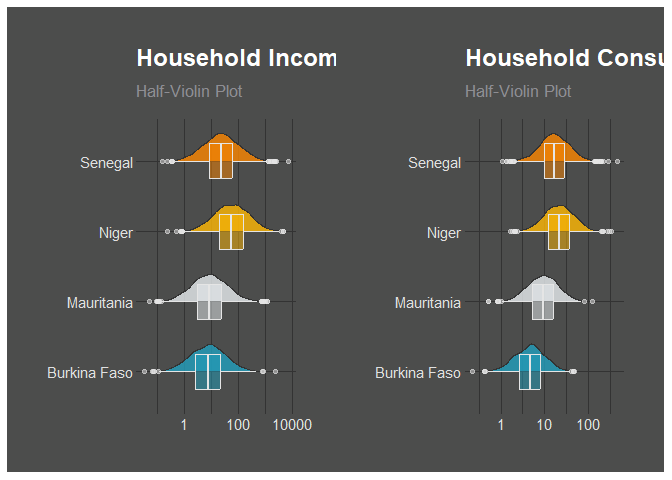 Household Incom
Half-Violin Plot
Senegal
Niger
Mauritania
Burkina Faso
1 100 10000
Household Consu
Half-Violin Plot
Senegal
Niger
Mauritania
Burkina Faso
1 10 100